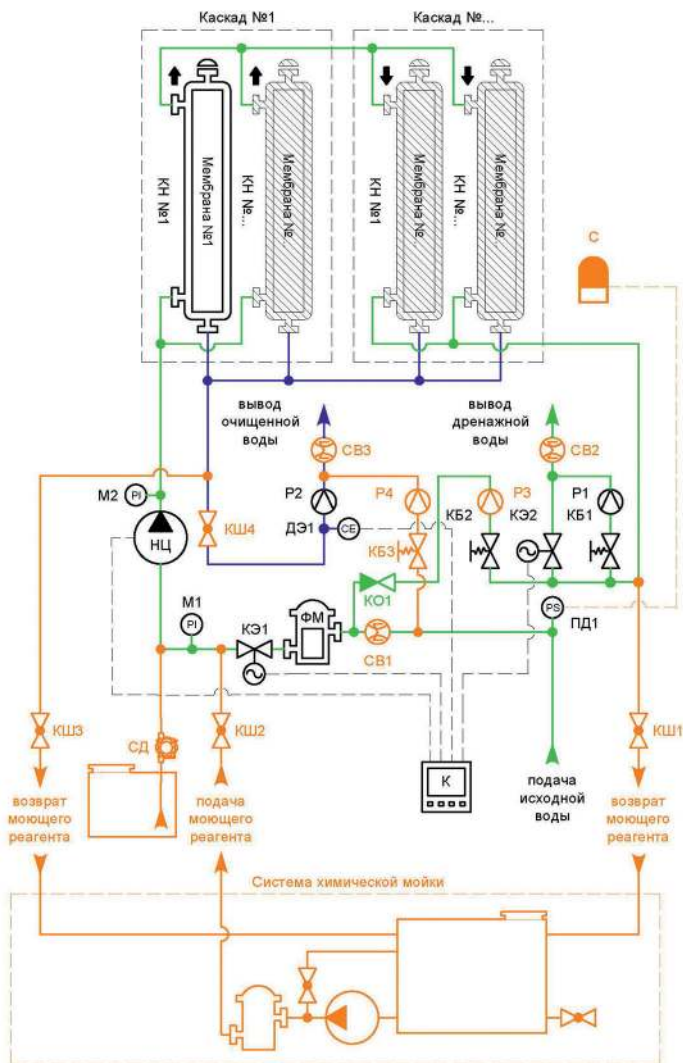 Каскад №1
Каскад №...
КН №1
Мембрана №1
КН №...
Мембрана №
КН №1
Мембрана №
КН №...
Мембрана №
С
вывод
очищенной
воды
вывод
дренажной
воды
СВ3
СВ2
М2
PI
НЦ
КШ4
Р2
ДЭ1
CE
Р4
КБ3
Р3
КБ2
КЭ2
Р1
КБ1
КО1
М1
PI
КЭ1
ФМ
СВ1
PS
ПД1
КШ3
СД
КШ2
К
КШ1
возврат
моющего
реагента
подача
моющего
реагента
подача
исходной
воды
возврат
моющего
реагента
Система химической мойки